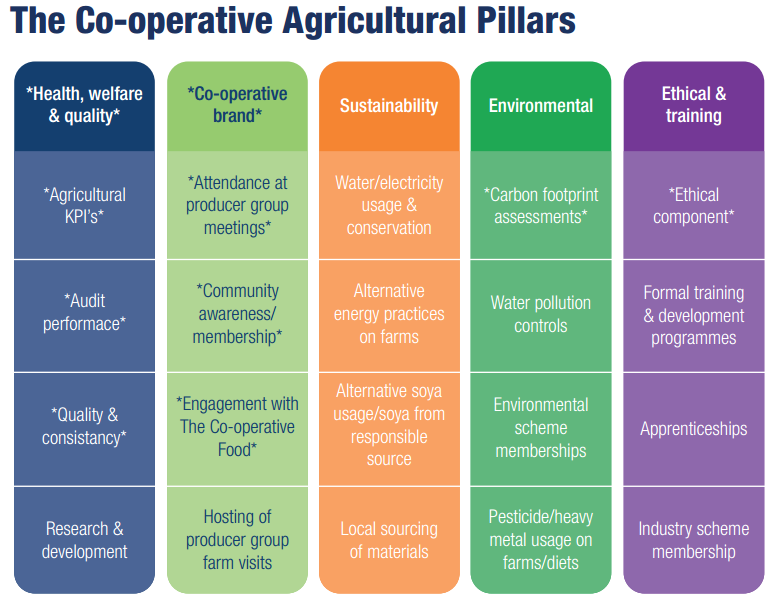 The Co-operative Agricultural Pillars
*Health, welfare
& quality*
*Agricultural
KPI's*
*Audit
performace*
*Quality &
consistancy*
Research &
development
*Co-operative
brand*
*Attendance at
producer group
meetings*
*Community
awareness/
membership*
*Engagement with
The Co-operative
Food*
Hosting of
producer group
farm visits
Sustainability
Water/electricity
usage &
conservation
Alternative
energy practices
on farms
Alternative soya
usage/soya from
responsible
source
Local sourcing
of materials
Environmental
*Carbon footprint
assessments*
Water pollution
controls
Environmental
scheme
memberships
Pesticide/heavy
metal usage on
farms/diets
Ethical &
training
*Ethical
component*
Formal training
& development
programmes
Apprenticeships
Industry scheme
membership